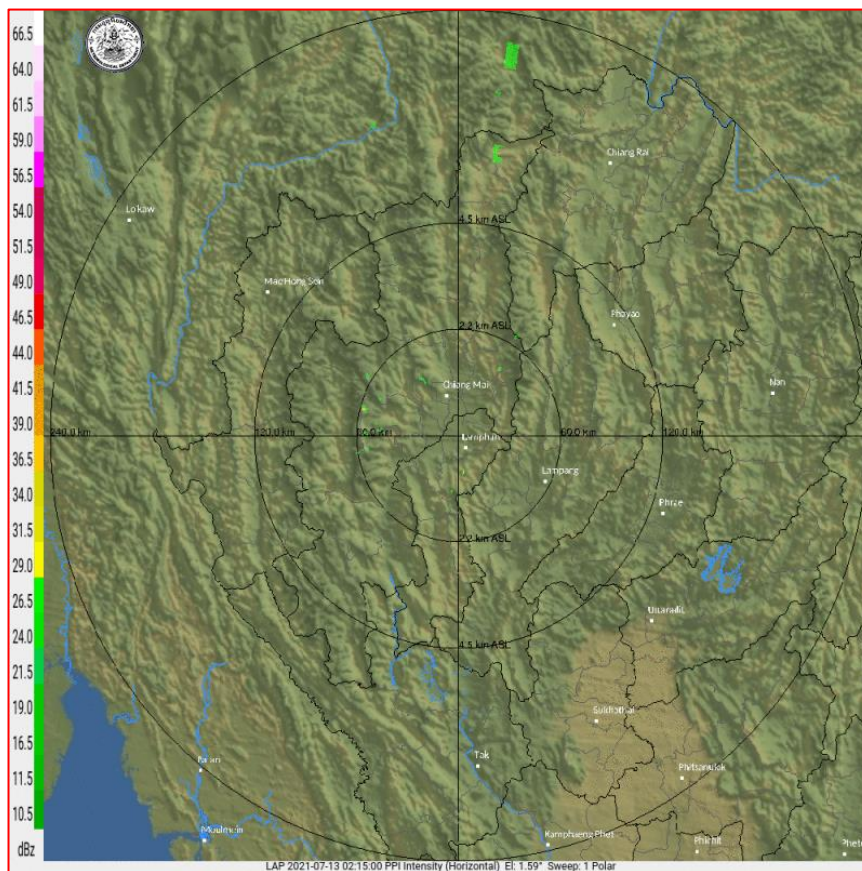 66.5
64.0
61.5
59.0
56.5
54.0
51.5
49.0
46.5
44.0
41.5
39.0
36.5
34.0
31.5
29.0
26.5
24.0
21.5
19.0
16.5
11.5
10.5
dBz
Chiang Rai
Loikaw
4.5 km ASL
Mae Hong Son
Phayao
2.2 km ASL
Chiang Mai
Nan
240.0 km
120.0 km
60.0 km
60.0 km
120.0 km
Lamphun
Lampang
Phrae
2.2 km ASL
Uttaradit
4.5 km ASL
Sukhothai
Tak
Phitsanulok
Moulmein
Kamphaeng Phet
Phichit
LAP 2021-07-13 02:15:00 PPI Intensity (Horizontal) El: 1.59° Sweep: 1 Polar